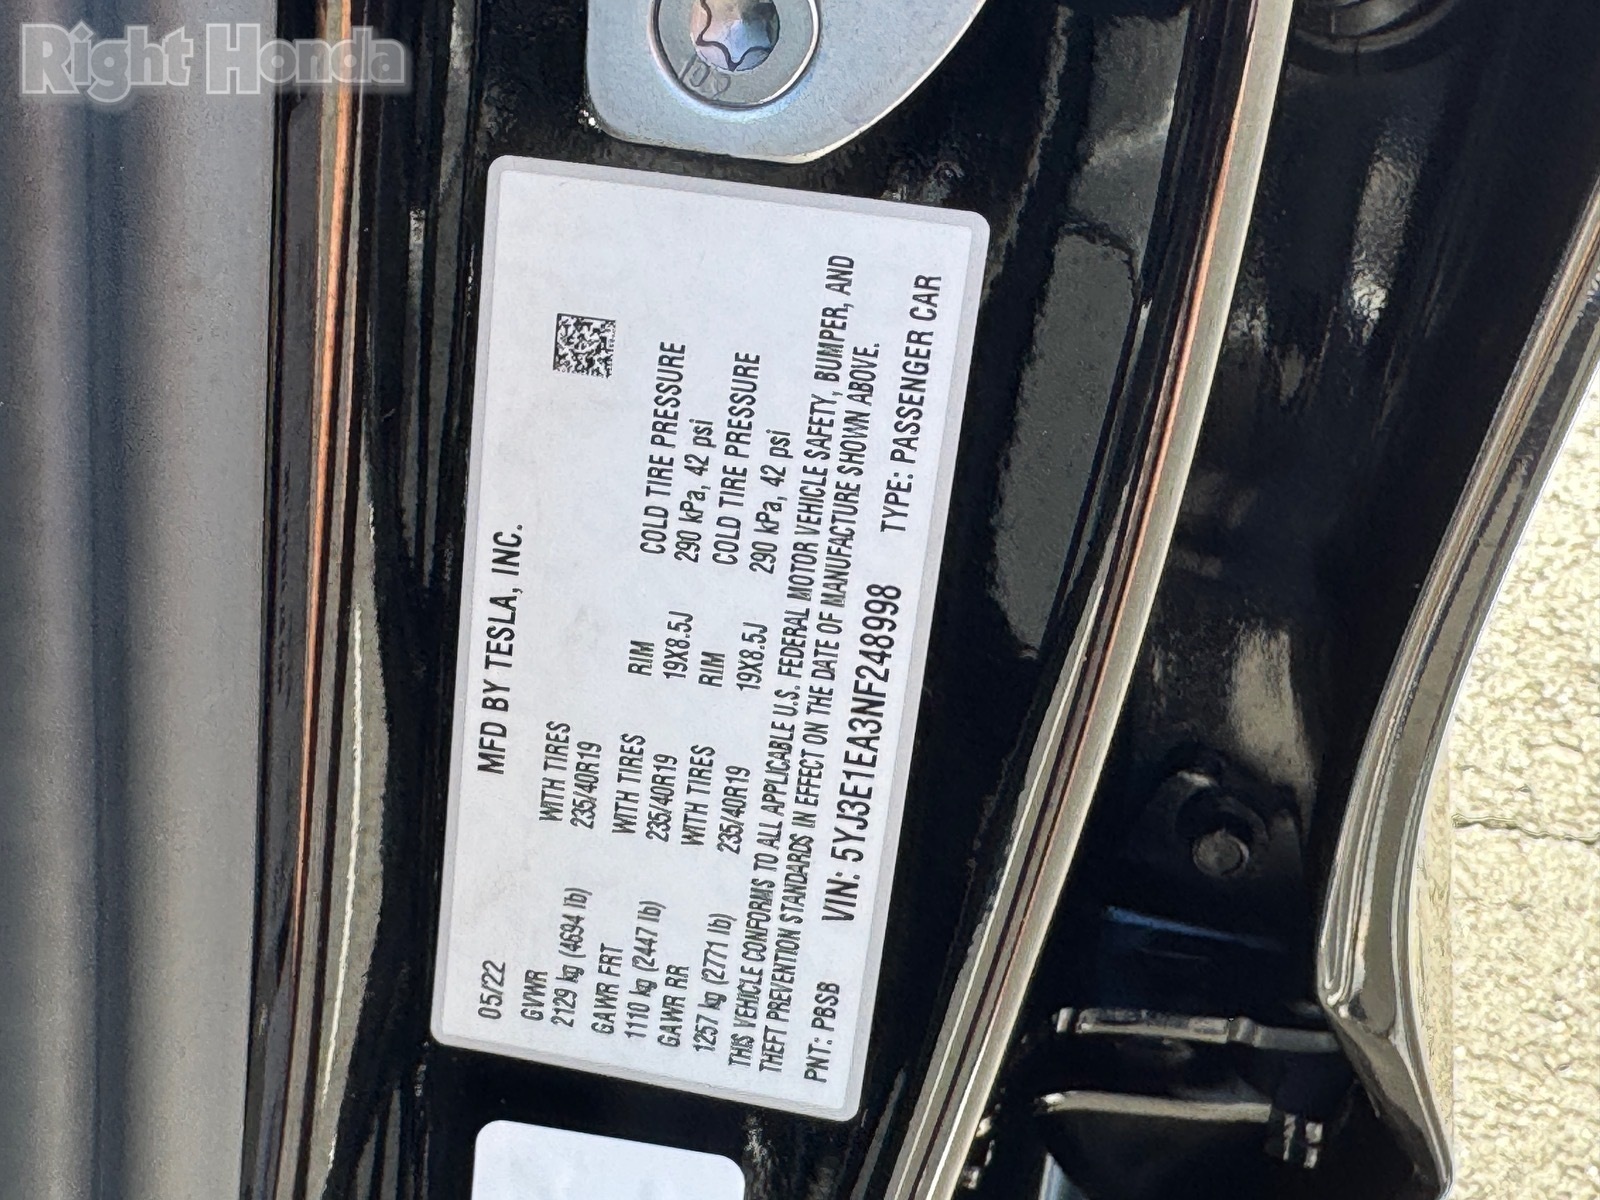 Right Honda
MFD BY TESLA, INC.
05/22
GVWR
2129 kg (4694 lb)
WITH TIRES
235/40R19
GAWR FRT
1110 kg (2447 lb)
WITH TIRES
235/40R19
RIM
19X8.5J
COLD TIRE PRESSURE
290 kPa, 42 psi
GAWR RR
1257 kg (2771 lb)
WITH TIRES
235/40R19
RIM
19X8.5J
COLD TIRE PRESSURE
290 kPa, 42 psi
THIS VEHICLE CONFORMS TO ALL APPLICABLE U.S. FEDERAL MOTOR VEHICLE SAFETY, BUMPER, AND
THEFT PREVENTION STANDARDS IN EFFECT ON THE DATE OF MANUFACTURE SHOWN ABOVE.
PNT: PBSB VIN: 5YJ3E1EA3NF248998 TYPE: PASSENGER CAR